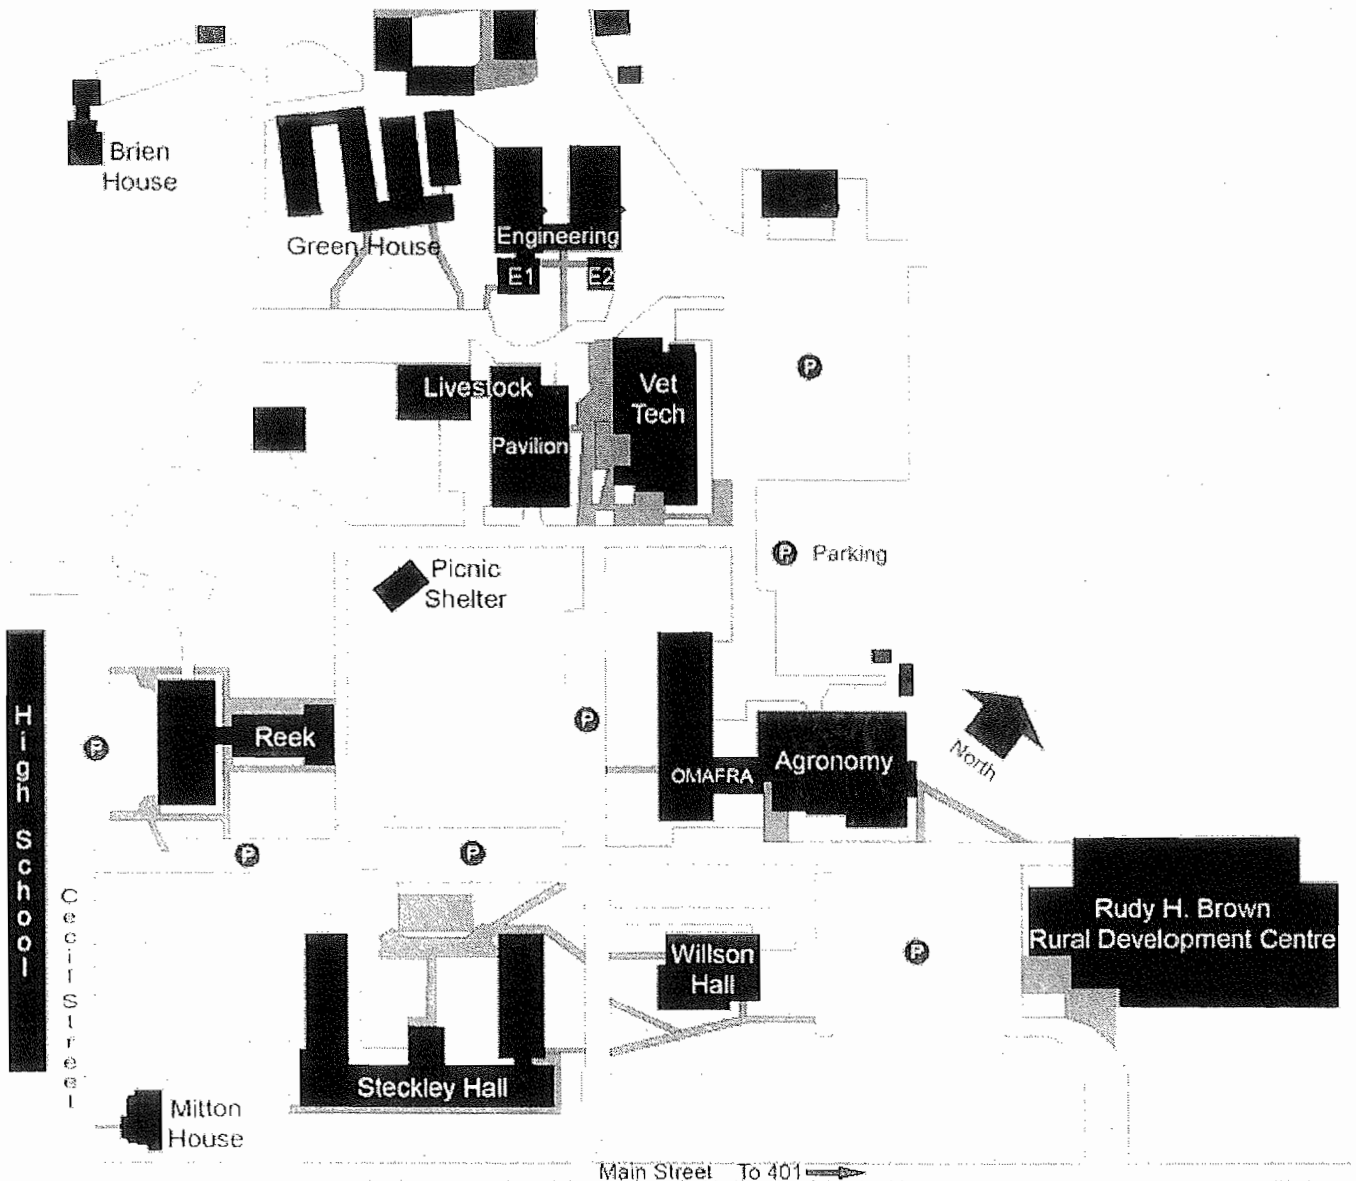 Brien
House
Green House
Engineering
E1
E2
Livestock
Pavilion
Vet
Tech
P
P Parking
Picnic
Shelter
High School
P
Reek
P
OMAFRA
Agronomy
North
P
P
Cecil Street
Rudy H. Brown
Rural Development Centre
Willson
Hall
P
Steckley Hall
Mitton
House
Main Street To 401